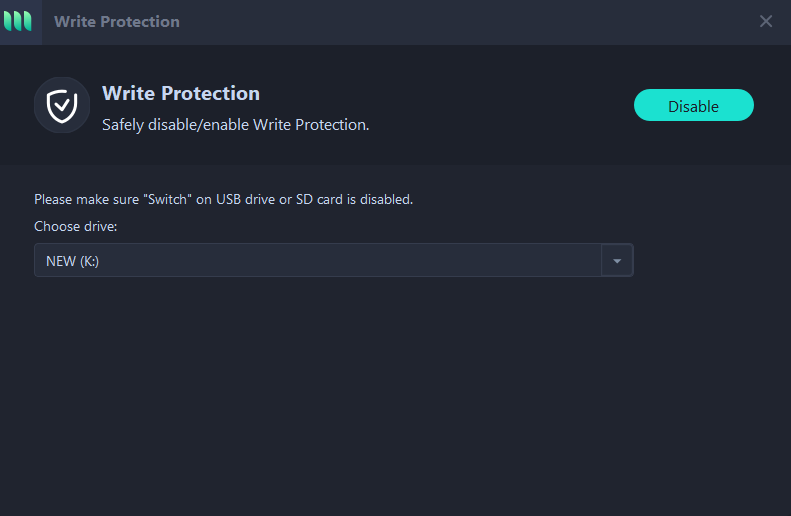 Write Protection
Write Protection
Disable
Safely disable/enable Write Protection.
Please make sure "Switch" on USB drive or SD card is disabled.
Choose drive:
NEW (K:)